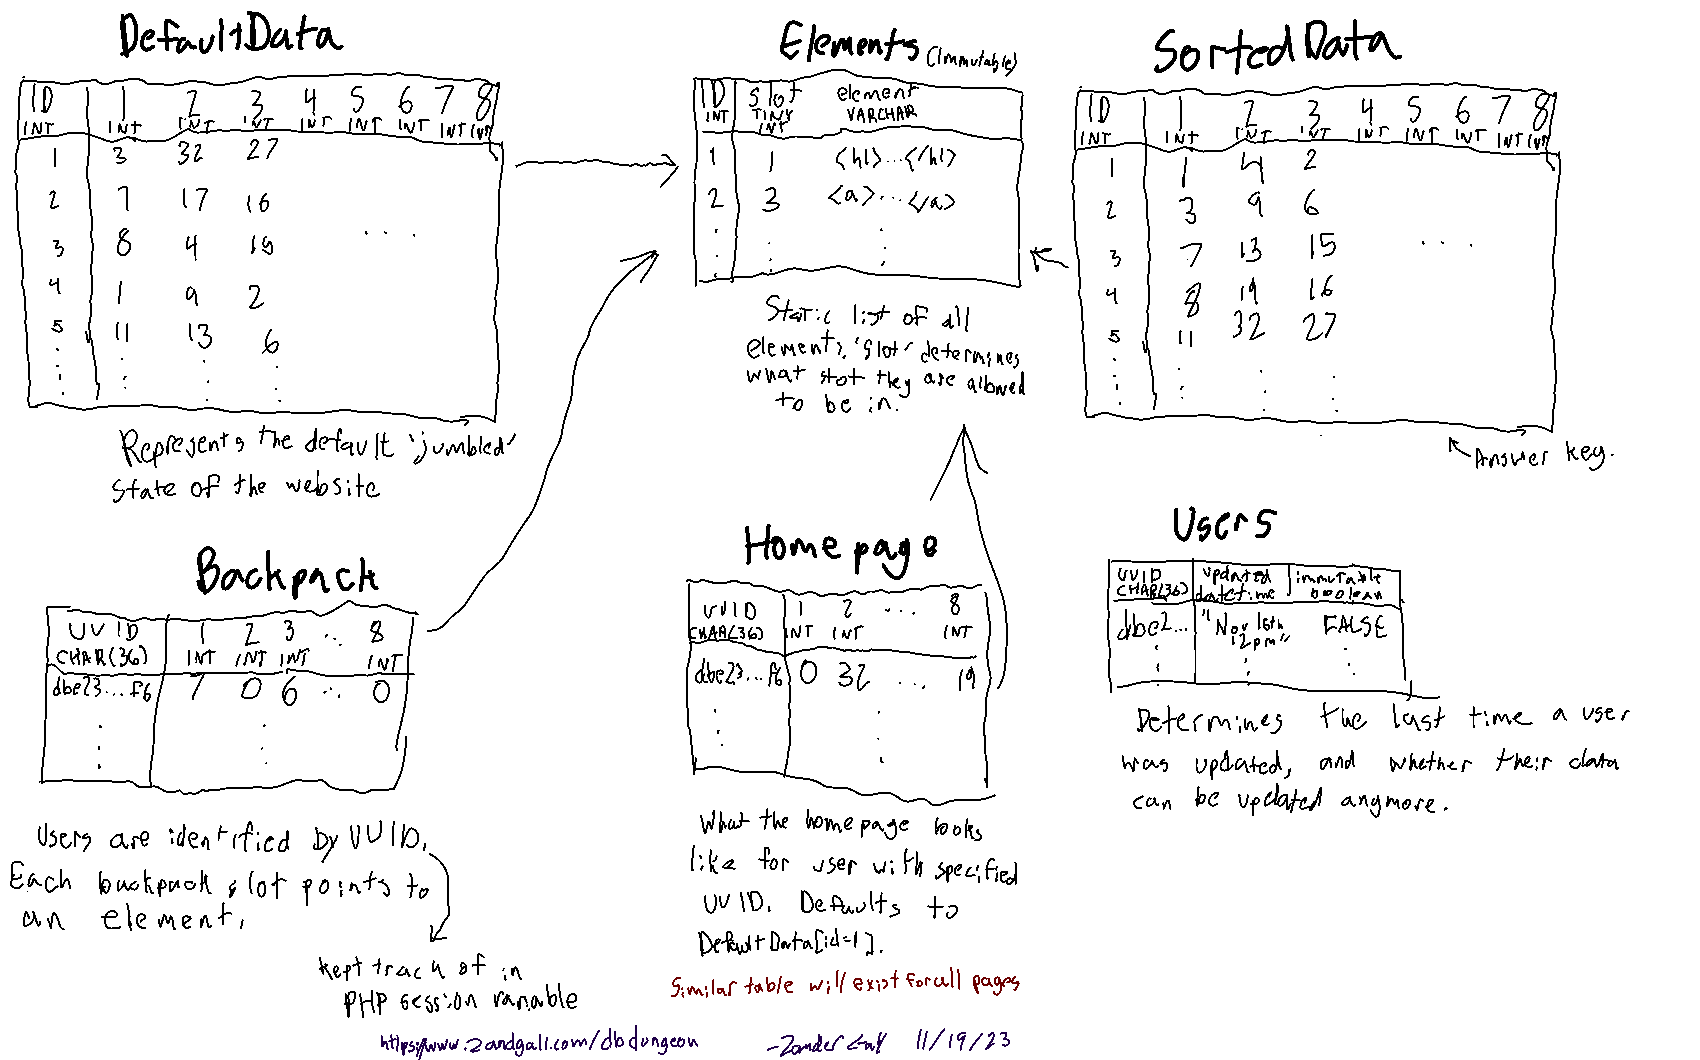 DefaultData
ID 1 2 3 4 5 6 7 8
INT INT INT INT INT INT INT INT INT
1 3 32 27
2 7 17 16
3 8 4 19
...
4 1 9 2
5 11 13 6
Represents the default 'jumbled'
state of the website
Elements (Immutable)
ID slot element
INT TINY INT VARCHAR
1 1 <h1>...</h1>
2 3 <a>...</a>
Static list of all
elements, 'slot' determines
what slot they are allowed
to be in.
SortedData
ID 1 2 3 4 5 6 7 8
INT INT INT INT INT INT INT INT INT
1 1 4 2
2 3 9 6
3 7 13 15
...
4 8 19 16
5 11 32 27
Answer key.
Backpack
UUID 1 2 3 ... 8
CHAR(36) INT INT INT INT
dbe23...f6 7 0 6 ... 0
Users are identified by UUID.
Each backpack slot points to
an element.
kept track of in
PHP session variable
Homepage
UUID 1 2 ... 8
CHAR(36) INT INT INT
dbe23...f6 0 32 ... 19
What the homepage looks
like for user with specified
UUID. Defaults to
DefaultData[id=1].
Similar table will exist for all pages
Users
UUID updated immutable
CHAR(36) datetime boolean
dbe2... "Nov 16th 12pm" FALSE
Determines the last time a user
was updated, and whether their data
can be updated anymore.
https://www.zandgall.com/dbdungeon
-Zander Gall 11/19/23